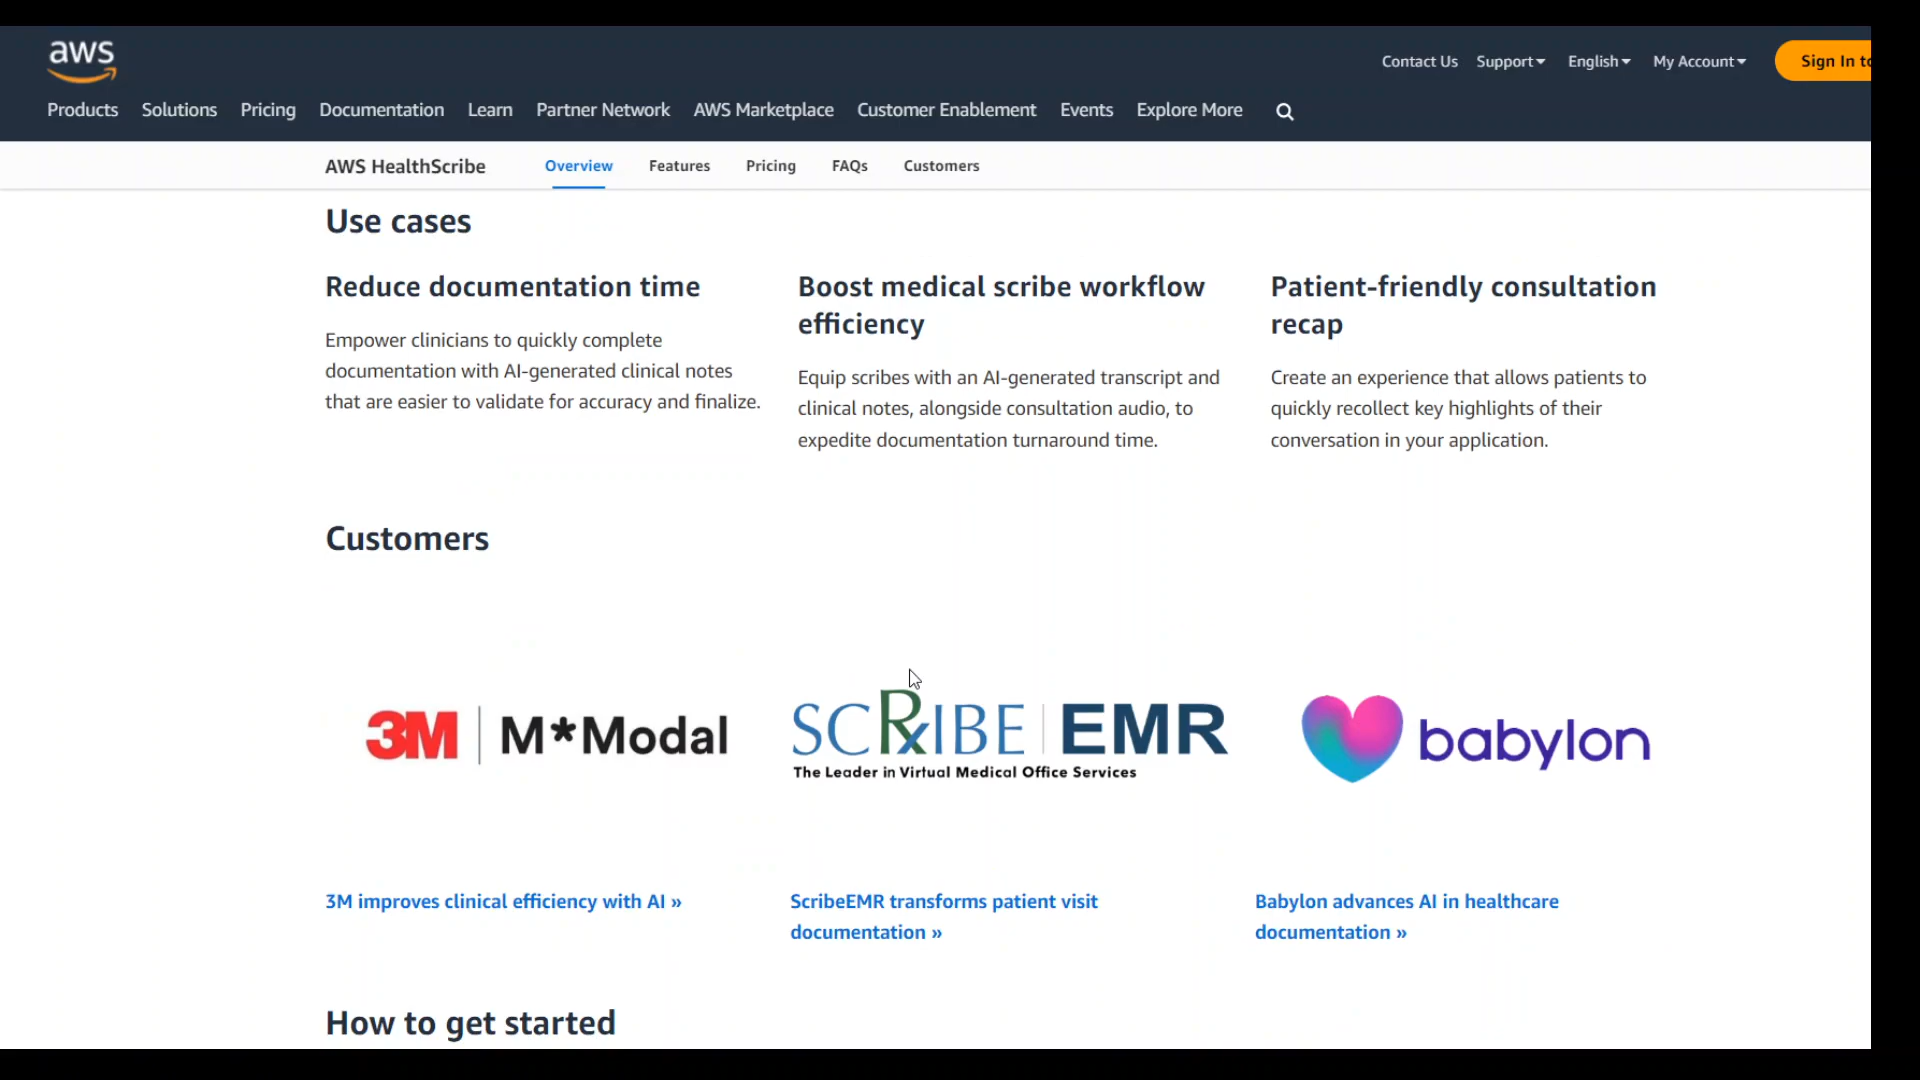 aws
Contact Us Support English My Account Sign In to
Products Solutions Pricing Documentation Learn Partner Network AWS Marketplace Customer Enablement Events Explore More
AWS HealthScribe Overview Features Pricing FAQs Customers
Use cases
Reduce documentation time
Empower clinicians to quickly complete
documentation with AI-generated clinical notes
that are easier to validate for accuracy and finalize.
Boost medical scribe workflow
efficiency
Equip scribes with an AI-generated transcript and
clinical notes, alongside consultation audio, to
expedite documentation turnaround time.
Patient-friendly consultation
recap
Create an experience that allows patients to
quickly recollect key highlights of their
conversation in your application.
Customers
3M | M*Modal
SCRIBE | EMR
The Leader in Virtual Medical Office Services
babylon
3M improves clinical efficiency with AI »
ScribeEMR transforms patient visit
documentation »
Babylon advances AI in healthcare
documentation »
How to get started